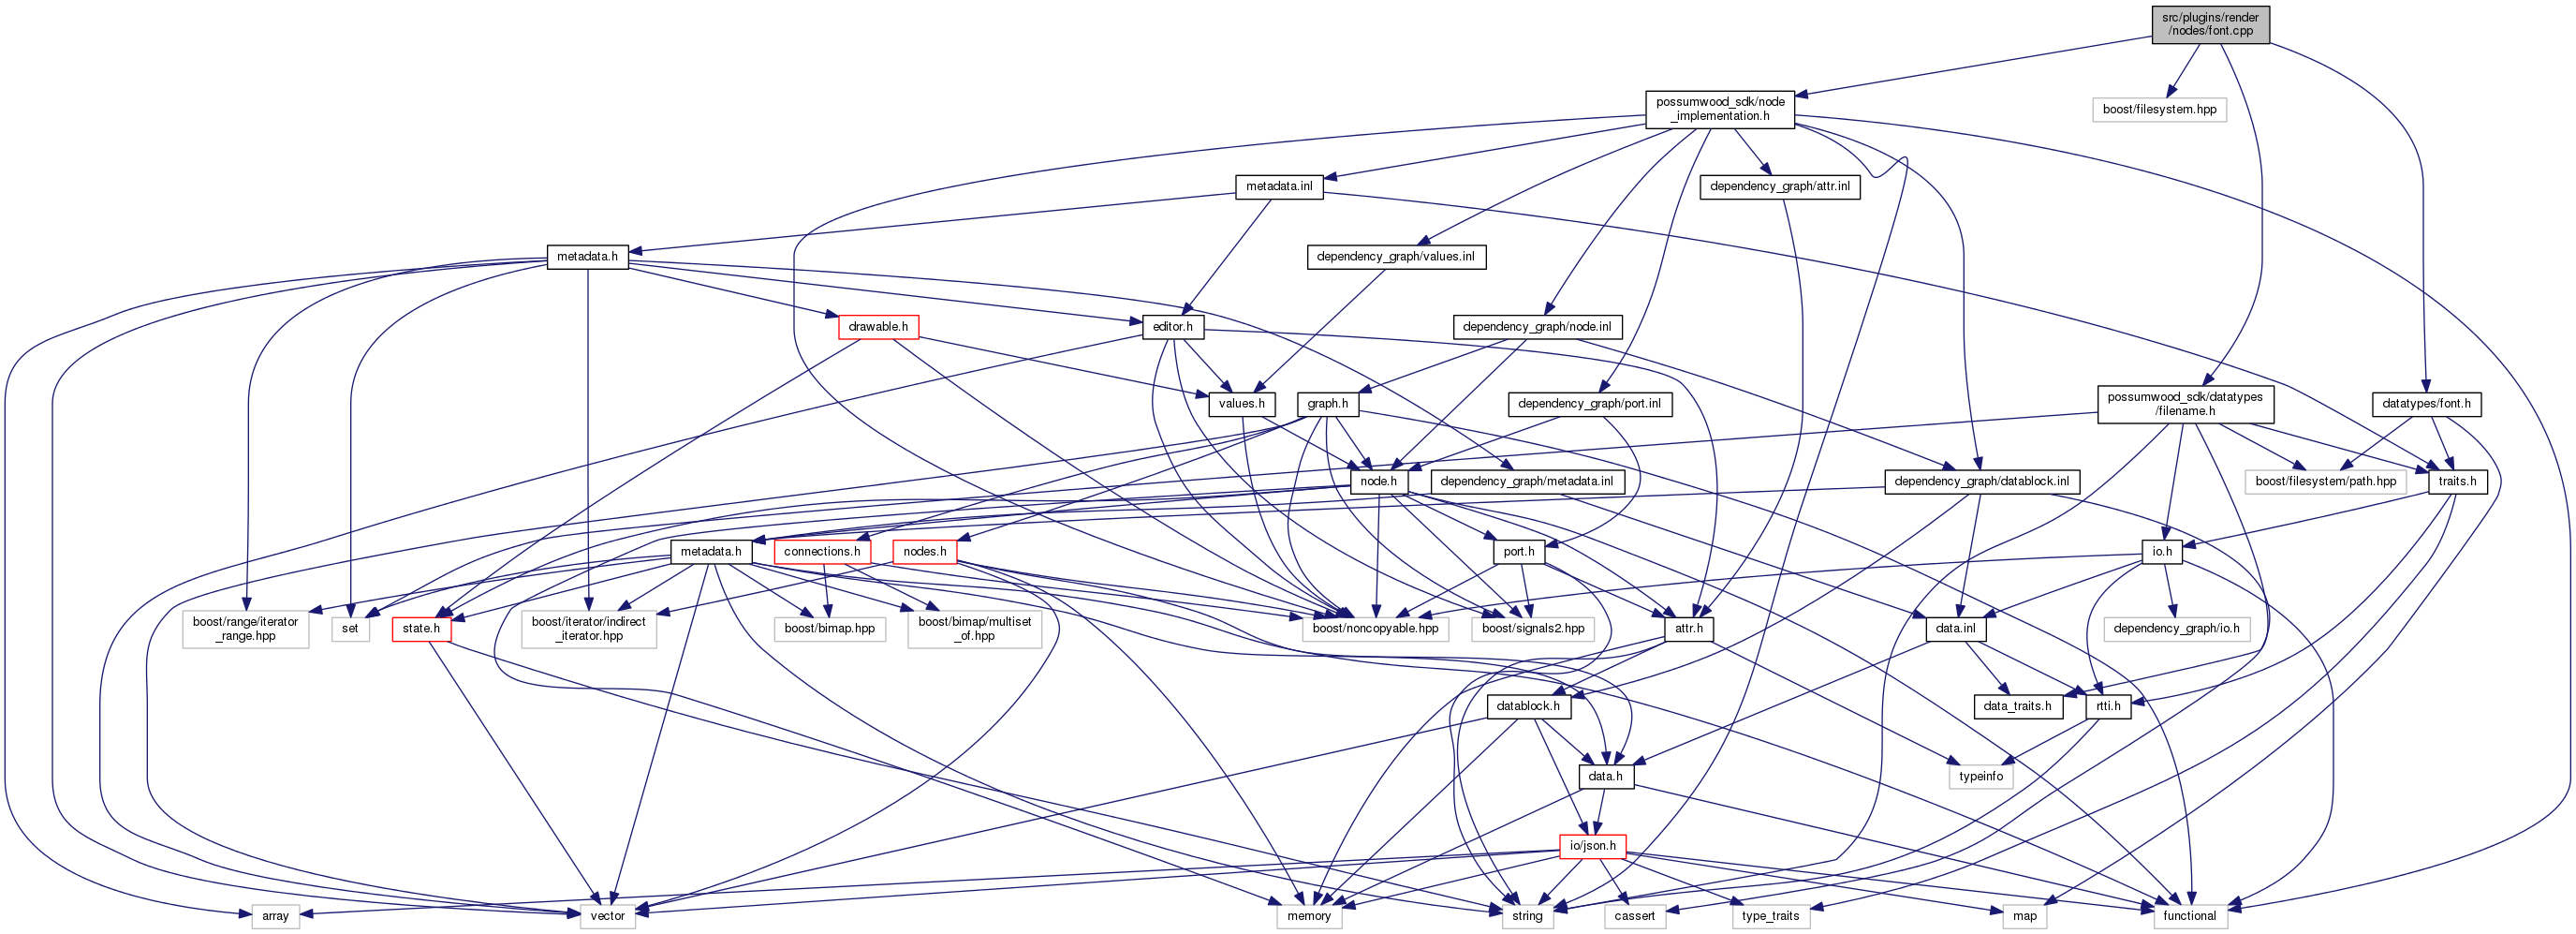 src/plugins/render
/nodes/font.cpp
possumwood_sdk/node
_implementation.h
boost/filesystem.hpp
metadata.inl
dependency_graph/attr.inl
metadata.h
dependency_graph/values.inl
drawable.h
editor.h
dependency_graph/node.inl
values.h
graph.h
dependency_graph/port.inl
possumwood_sdk/datatypes
/filename.h
datatypes/font.h
node.h
dependency_graph/metadata.inl
dependency_graph/datablock.inl
boost/filesystem/path.hpp
traits.h
metadata.h
connections.h
nodes.h
port.h
io.h
boost/range/iterator
_range.hpp
set
state.h
boost/iterator/indirect
_iterator.hpp
boost/bimap.hpp
boost/bimap/multiset
_of.hpp
boost/noncopyable.hpp
boost/signals2.hpp
attr.h
data.inl
dependency_graph/io.h
datablock.h
data_traits.h
rtti.h
data.h
typeinfo
io/json.h
array
vector
memory
string
cassert
type_traits
map
functional